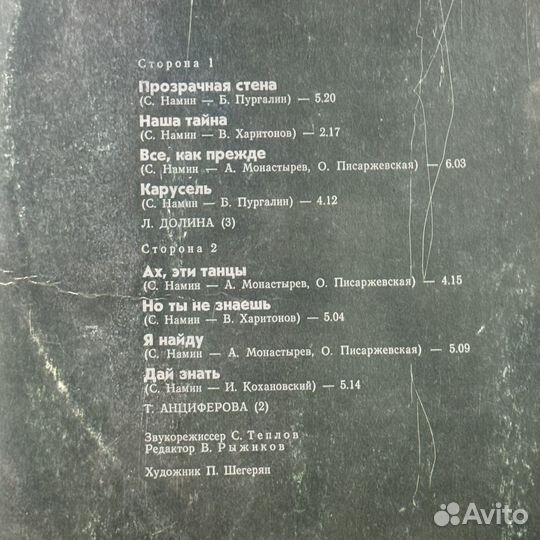 Сторона 1
Прозрачная стена
(С. Намин — Б. Пургалин) — 5.20
Наша тайна
(С. Намин — В. Харитонов) — 2.17
Все, как прежде
(С. Намин — А. Монастырев, О. Писаржевская) — 6.03
Карусель
(С. Намин — Б. Пургалин) — 4.12
Л. ДОЛИНА (3)
Сторона 2
Ах, эти танцы
(С. Намин — А. Монастырев, О. Писаржевская) — 4.15
Но ты не знаешь
(С. Намин — В. Харитонов) — 5.04
Я найду
(С. Намин — А. Монастырев, О. Писаржевская) — 5.09
Дай знать
(С. Намин — И. Кохановский) — 5.14
Т. АНЦИФЕРОВА (2)
Звукорежиссер С. Теплов
Редактор В. Рыжиков
Художник П. Шегерян
Avito